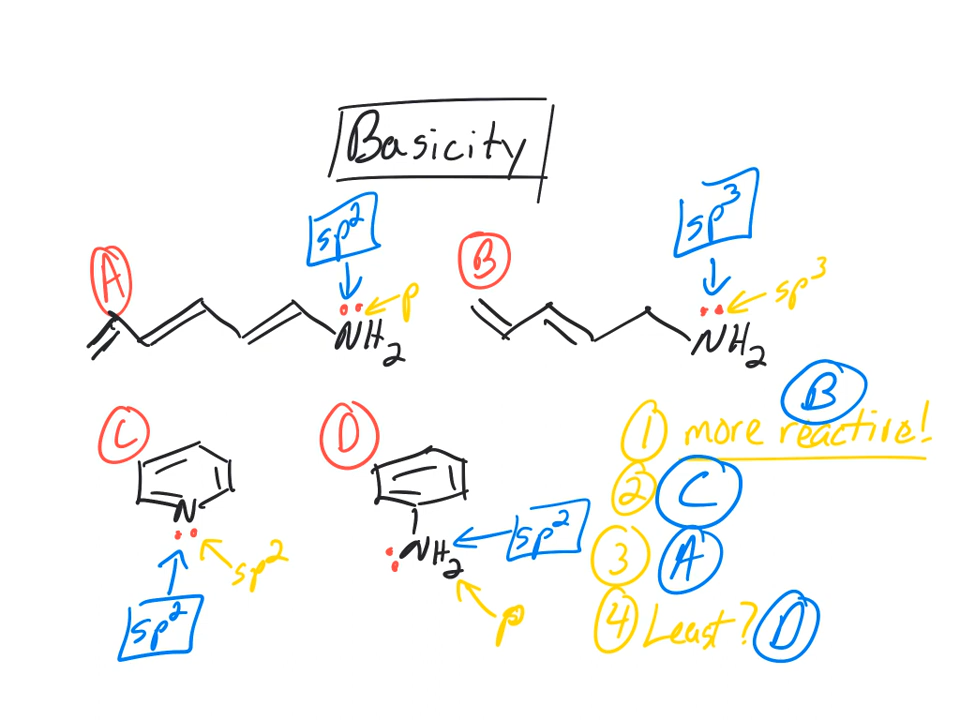 Basicity
sp²
sp³
A
B
p
sp³
NH₂
NH₂
B
C
D
1 more reactive!
2 C
N
sp²
NH₂
sp²
3 A
sp²
p
4 Least? D